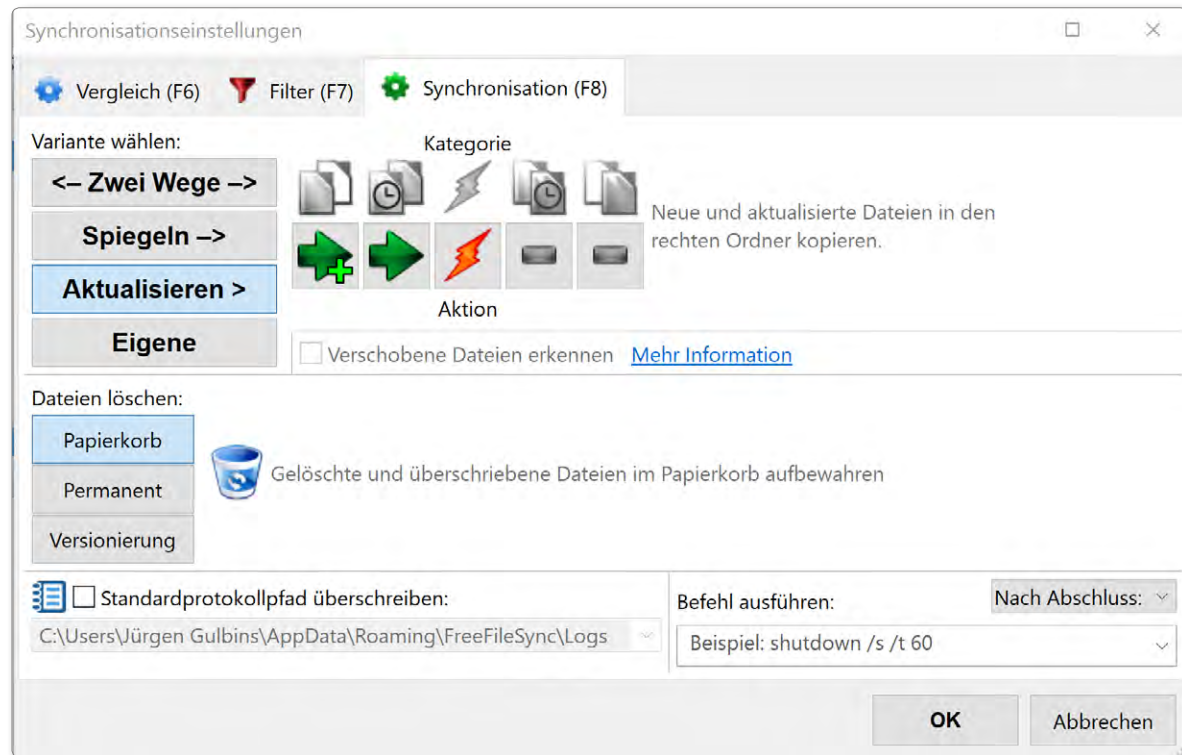 Synchronisationseinstellungen
Vergleich (F6)
Filter (F7)
Synchronisation (F8)
Variante wählen:
Kategorie
<– Zwei Wege –>
Spiegeln –>
Aktualisieren >
Eigene
Neue und aktualisierte Dateien in den
rechten Ordner kopieren.
Aktion
Verschobene Dateien erkennen
Mehr Information
Dateien löschen:
Papierkorb
Permanent
Versionierung
Gelöschte und überschriebene Dateien im Papierkorb aufbewahren
Standardprotokollpfad überschreiben:
C:\Users\Jürgen Gulbins\AppData\Roaming\FreeFileSync\Logs
Befehl ausführen:
Nach Abschluss:
Beispiel: shutdown /s /t 60
OK
Abbrechen